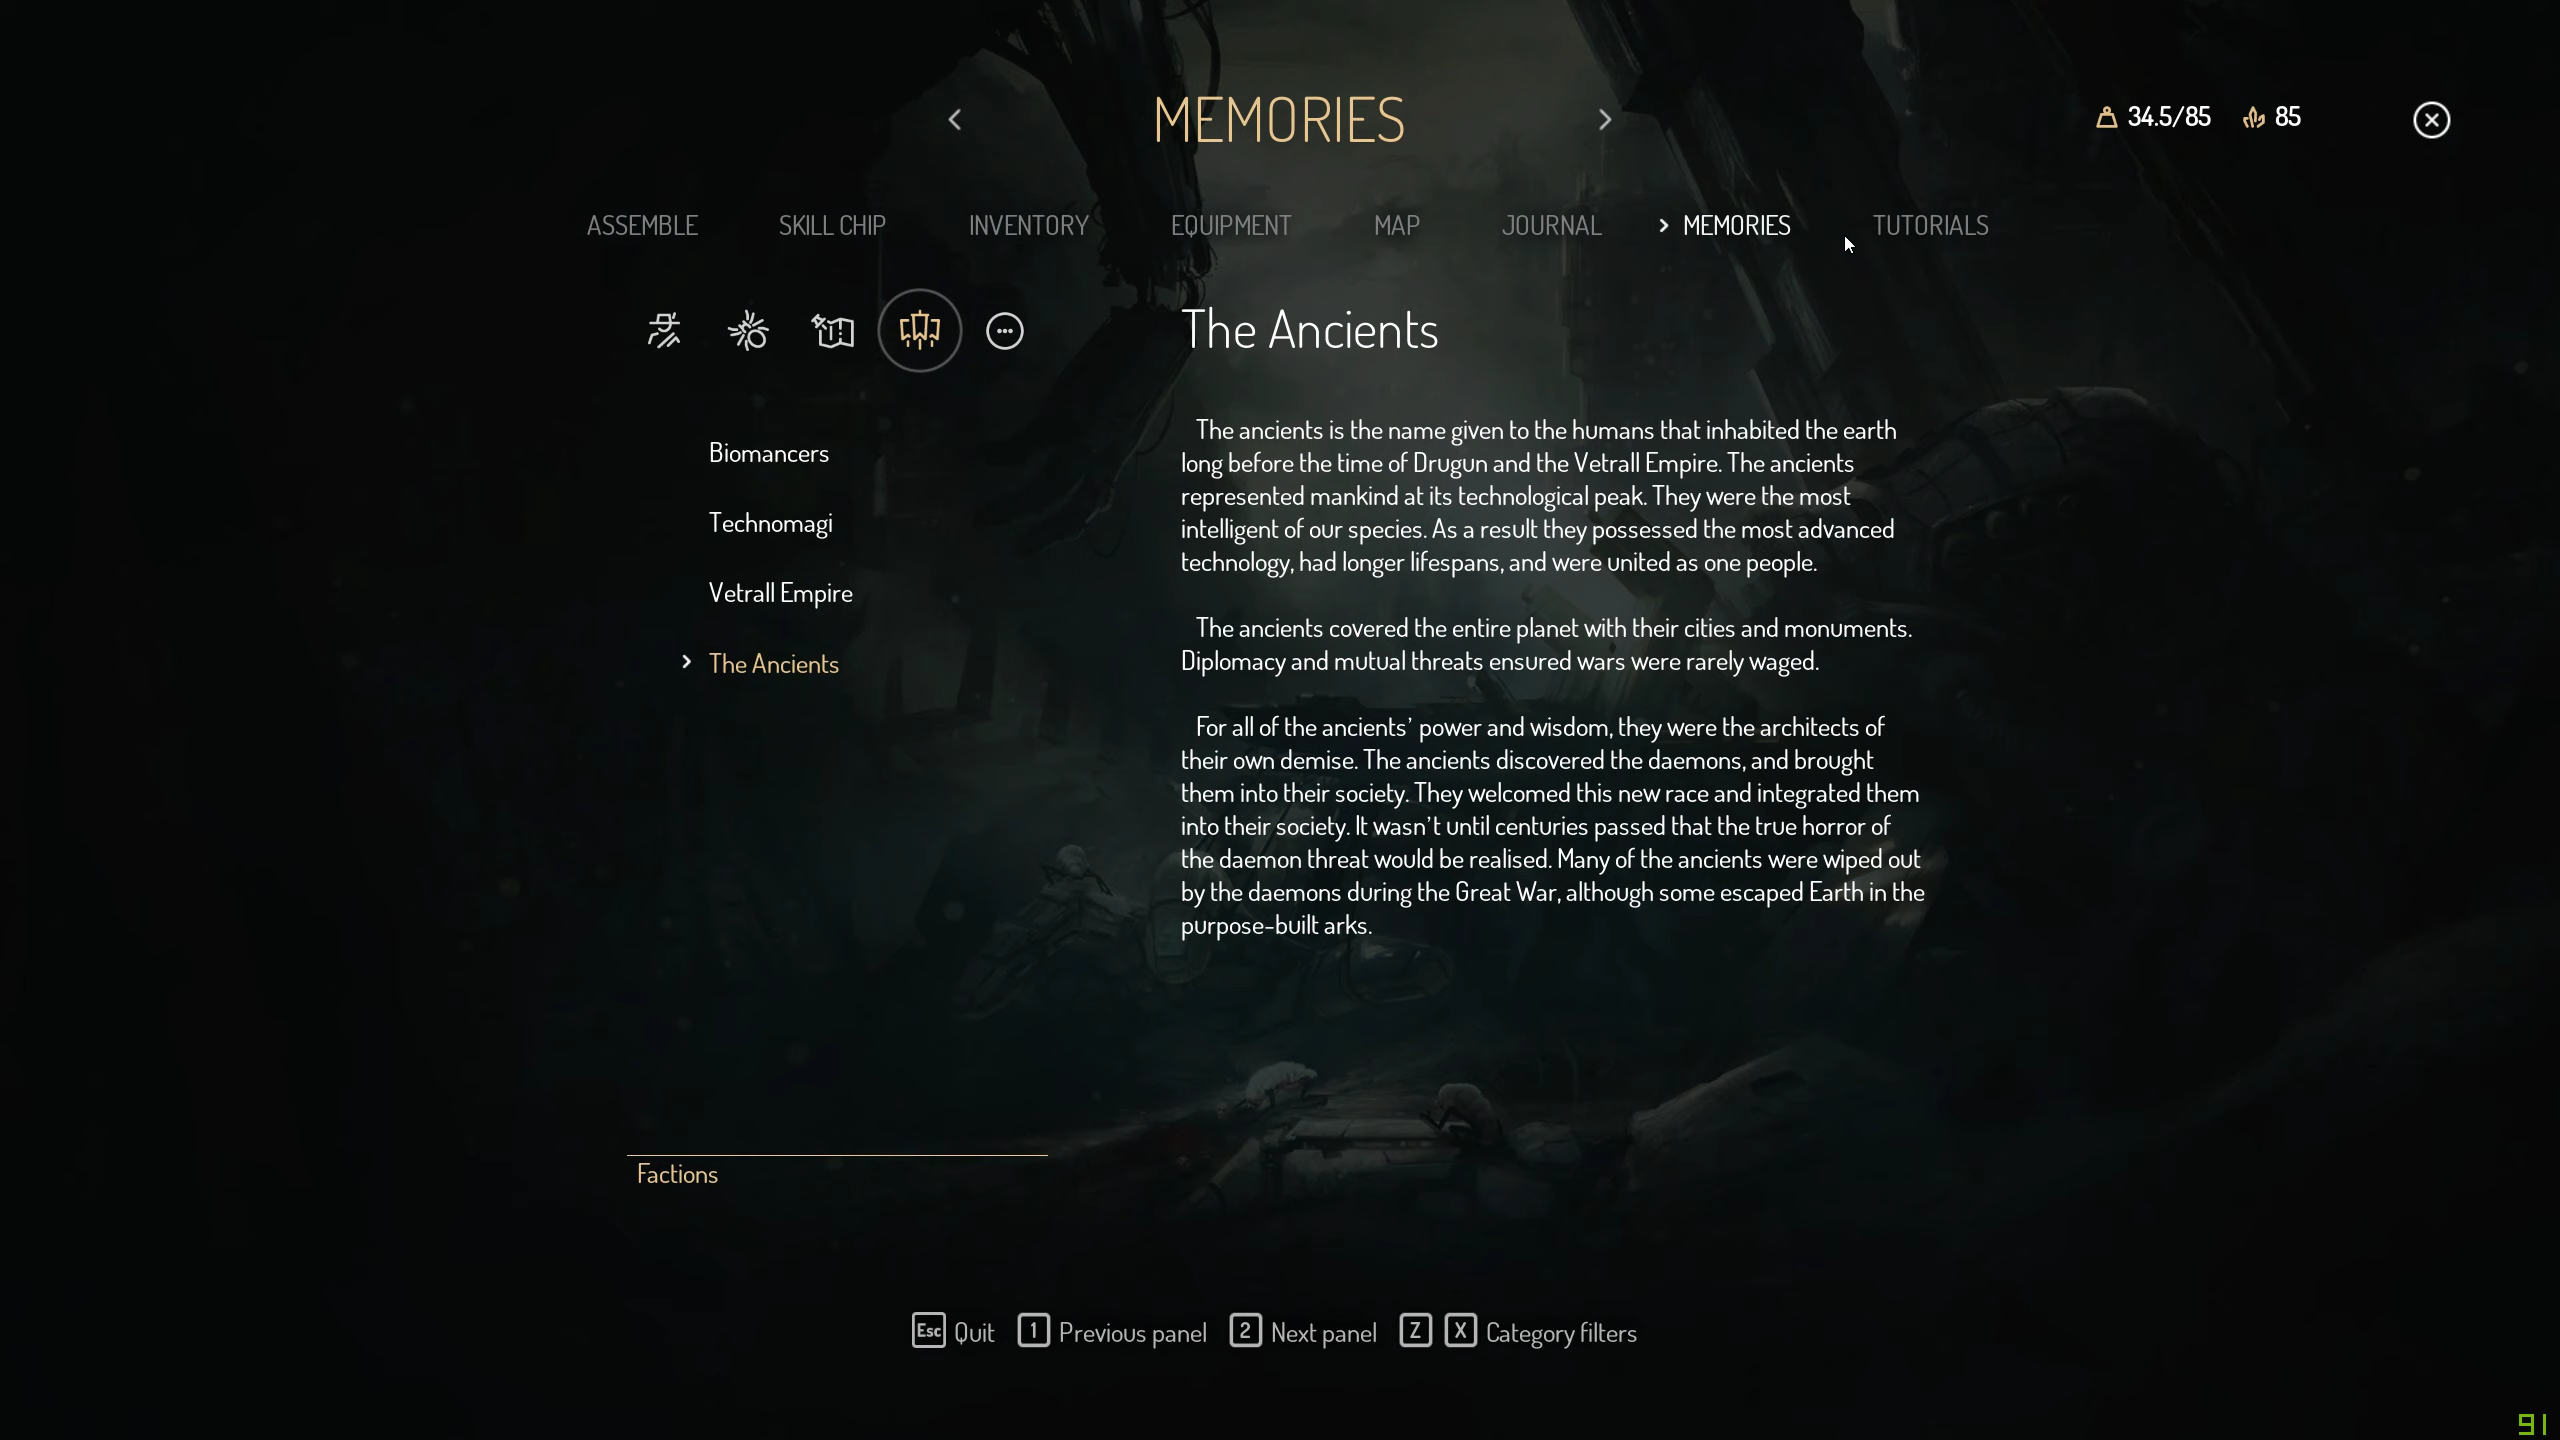 MEMORIES
34.5/85
85
ASSEMBLE
SKILL CHIP
INVENTORY
EQUIPMENT
MAP
JOURNAL
MEMORIES
TUTORIALS
Biomancers
Technomagi
Vetrall Empire
The Ancients
Factions
The Ancients
The ancients is the name given to the humans that inhabited the earth
long before the time of Drugun and the Vetrall Empire. The ancients
represented mankind at its technological peak. They were the most
intelligent of our species. As a result they possessed the most advanced
technology, had longer lifespans, and were united as one people.
The ancients covered the entire planet with their cities and monuments.
Diplomacy and mutual threats ensured wars were rarely waged.
For all of the ancients’ power and wisdom, they were the architects of
their own demise. The ancients discovered the daemons, and brought
them into their society. They welcomed this new race and integrated them
into their society. It wasn’t until centuries passed that the true horror of
the daemon threat would be realised. Many of the ancients were wiped out
by the daemons during the Great War, although some escaped Earth in the
purpose-built arks.
Esc Quit 1 Previous panel 2 Next panel Z X Category filters
91